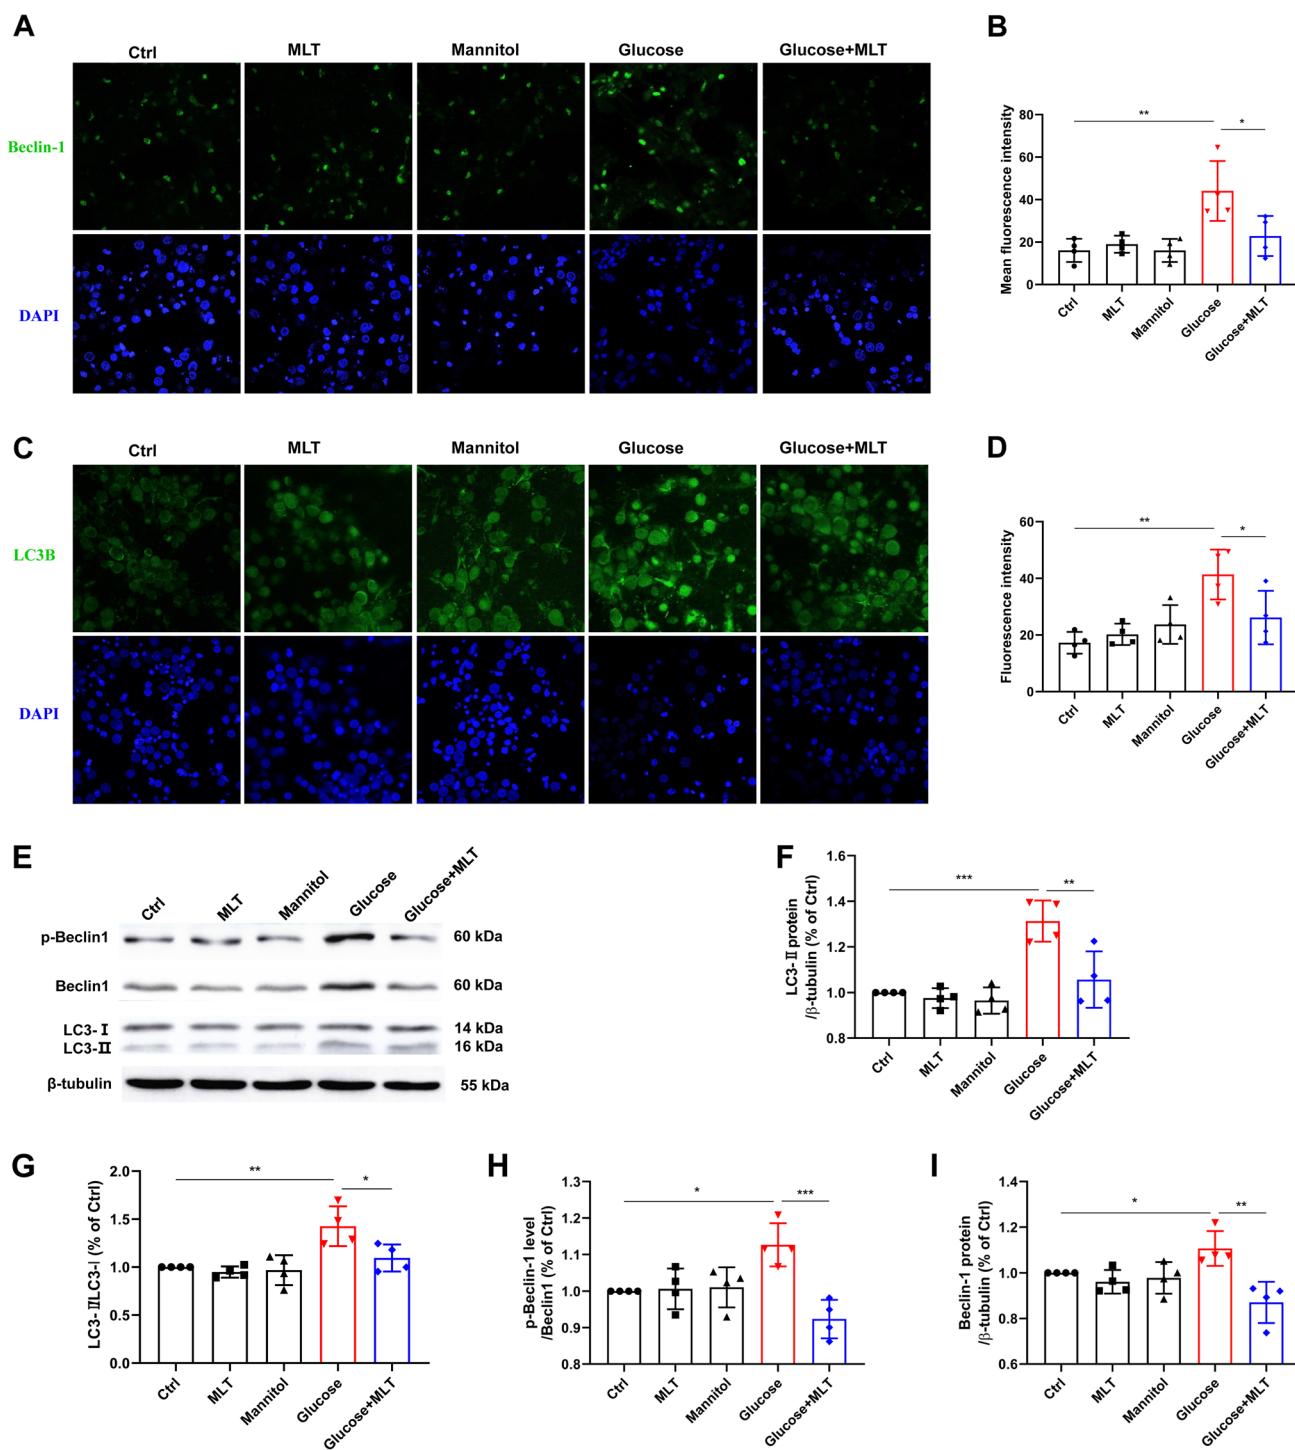 A
Ctrl
MLT
Mannitol
Glucose
Glucose+MLT
Beclin-1
DAPI
B
Mean fluorescence intensity
80
60
40
20
0
**
*
Ctrl
MLT
Mannitol
Glucose
Glucose+MLT
C
Ctrl
MLT
Mannitol
Glucose
Glucose+MLT
LC3B
DAPI
D
Fluorescence intensity
60
40
20
0
**
*
Ctrl
MLT
Mannitol
Glucose
Glucose+MLT
E
Ctrl
MLT
Mannitol
Glucose
Glucose+MLT
p-Beclin1
60 kDa
Beclin1
60 kDa
LC3-Ⅰ
14 kDa
LC3-Ⅱ
16 kDa
β-tubulin
55 kDa
F
LC3-Ⅱ protein
/β-tubulin (% of Ctrl)
1.6
1.4
1.2
1.0
0.8
***
**
Ctrl
MLT
Mannitol
Glucose
Glucose+MLT
G
LC3-ⅡLC3-I (% of Ctrl)
2.0
1.5
1.0
0.5
0.0
**
*
Ctrl
MLT
Mannitol
Glucose
Glucose+MLT
H
p-Beclin-1 level
/Beclin1 (% of Ctrl)
1.3
1.2
1.1
1.0
0.9
0.8
*
***
Ctrl
MLT
Mannitol
Glucose
Glucose+MLT
I
Beclin-1 protein
/β-tubulin (% of Ctrl)
1.4
1.2
1.0
0.8
0.6
*
**
Ctrl
MLT
Mannitol
Glucose
Glucose+MLT